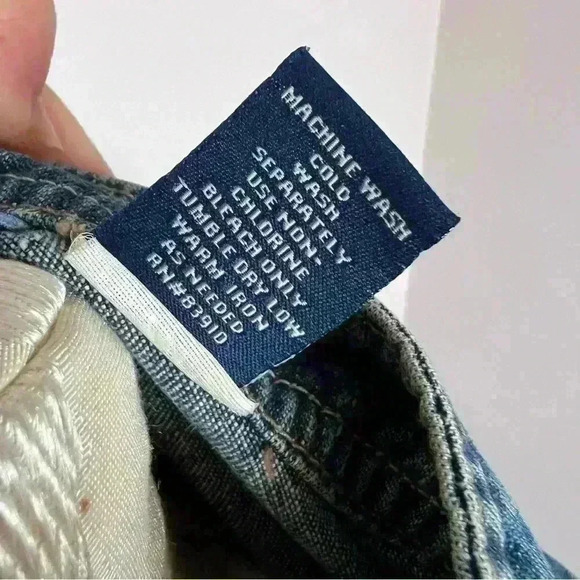 MACHINE WASH
COLD
WASH
SEPARATELY
USE NON-
CHLORINE
BLEACH ONLY
TUMBLE DRY LOW
WARM IRON
AS NEEDED
RN#83910